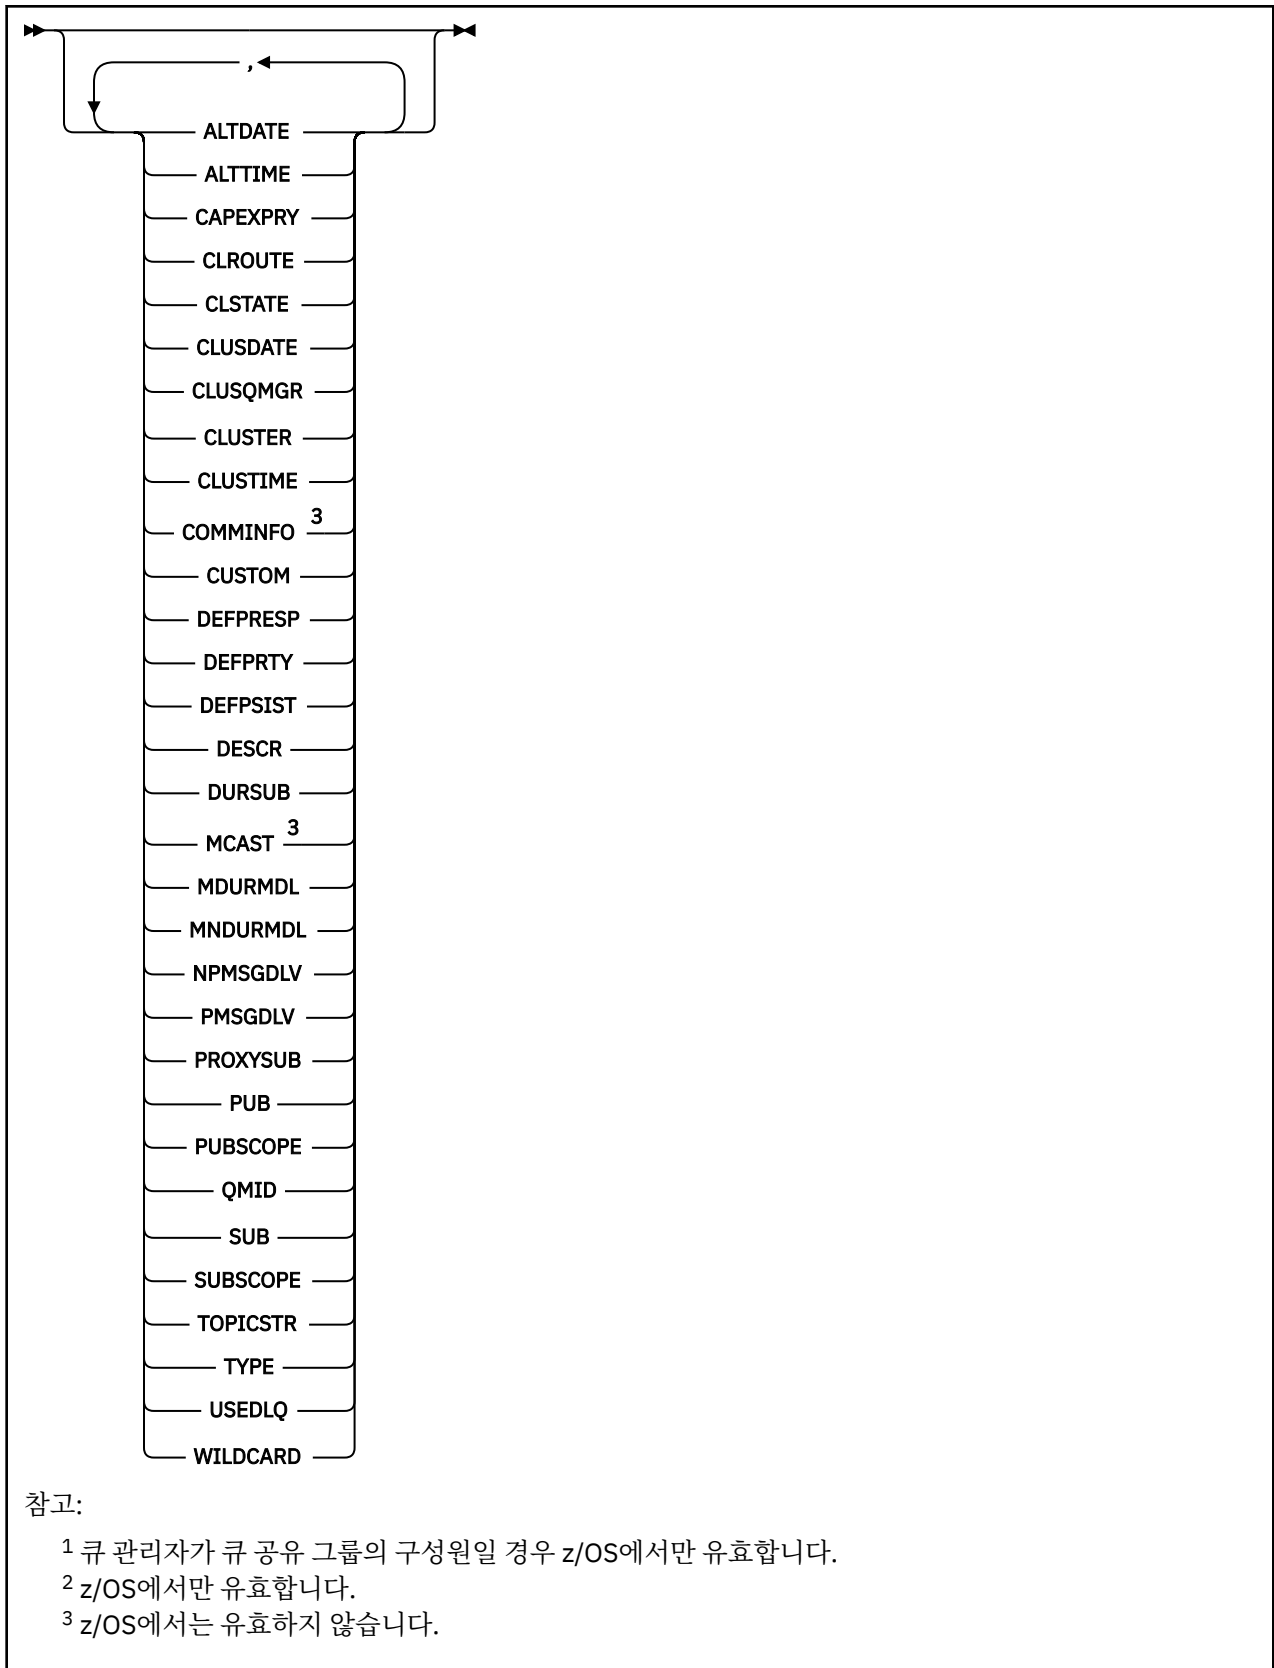 ,
ALTDATE
ALTTIME
CAPEXPRY
CLROUTE
CLSTATE
CLUSDATE
CLUSQMGR
CLUSTER
CLUSTIME
COMMINFO 3
CUSTOM
DEFPRESP
DEFPRTY
DEFPSIST
DESCR
DURSUB
MCAST 3
MDURMDL
MNDURMDL
NPMSGDLV
PMSGDLV
PROXYSUB
PUB
PUBSCOPE
QMID
SUB
SUBSCOPE
TOPICSTR
TYPE
USEDLQ
WILDCARD
참고:
1 큐 관리자가 큐 공유 그룹의 구성원일 경우 z/OS에서만 유효합니다.
2 z/OS에서만 유효합니다.
3 z/OS에서는 유효하지 않습니다.